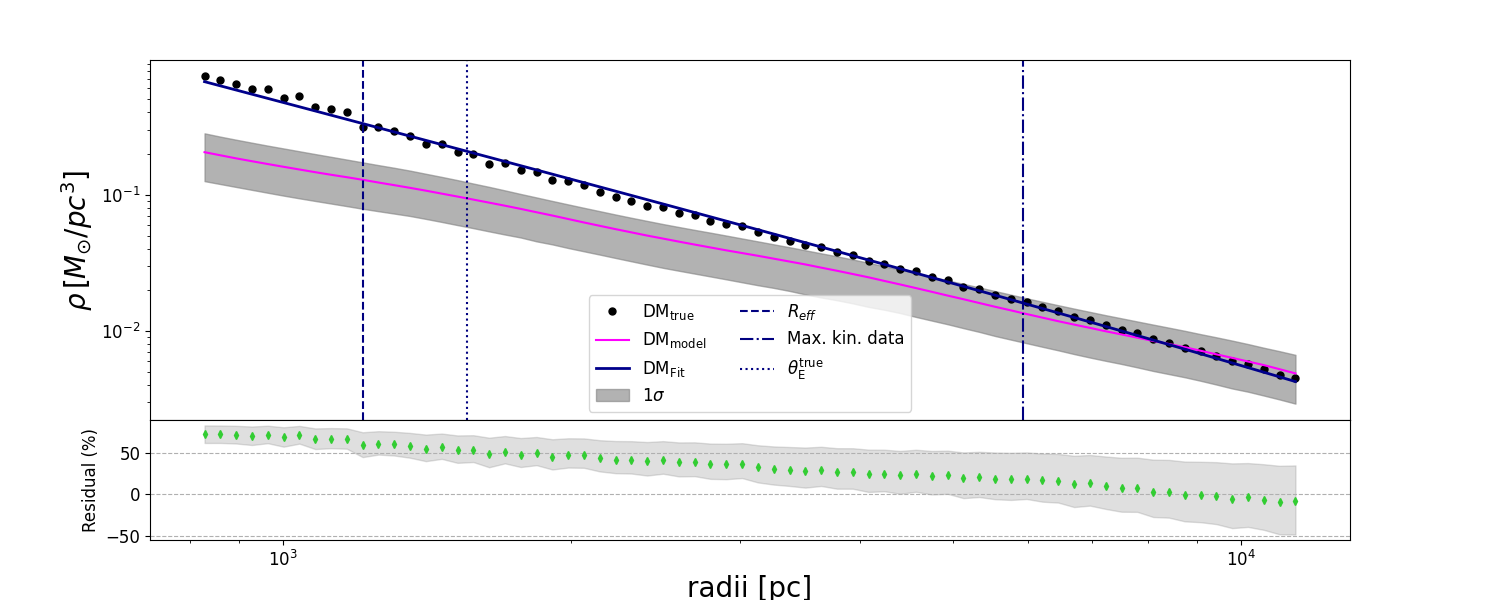 ρ [M⊙/pc³]
10⁻¹
10⁻²
DM_true
DM_model
DM_Fit
1σ
R_eff
Max. kin. data
θ_E^true
Residual (%)
50
0
−50
10³
10⁴
radii [pc]